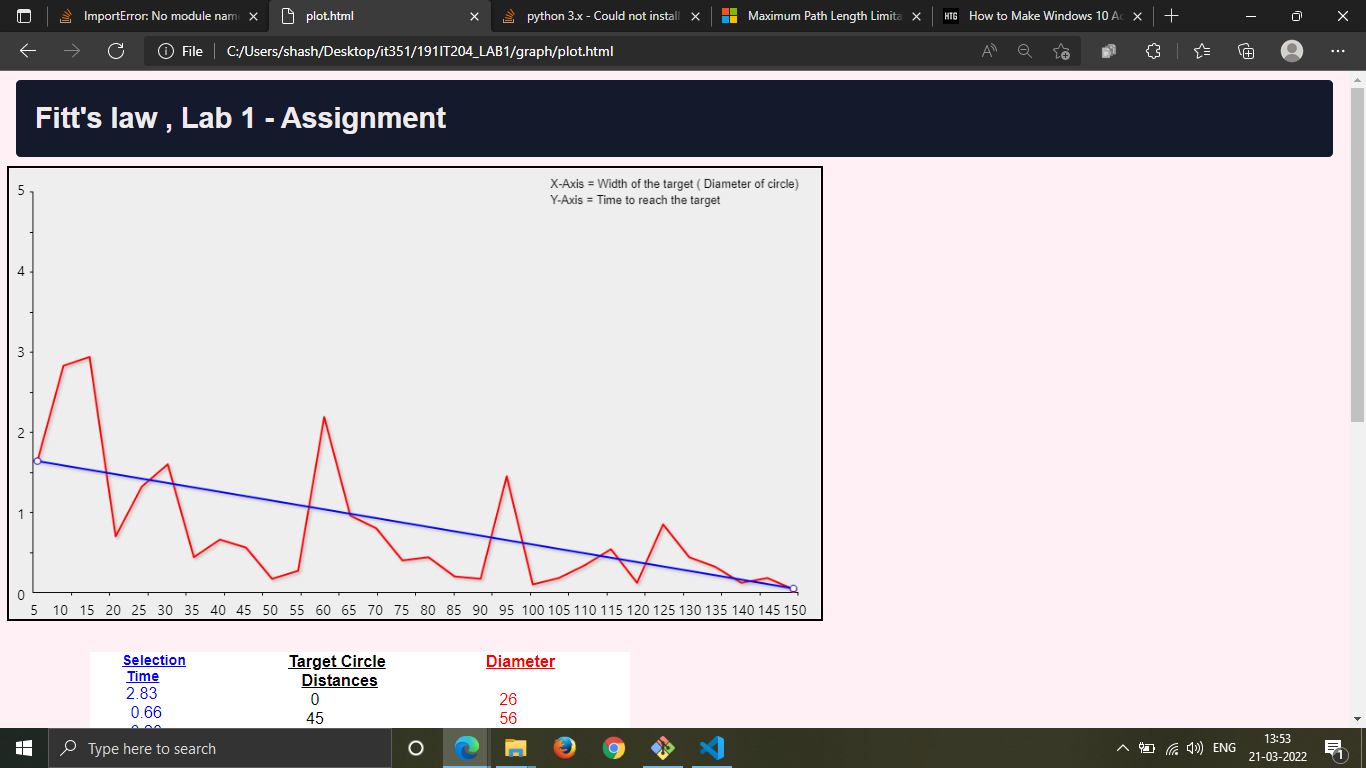 ImportError: No module nam
plot.html
python 3.x - Could not install
Maximum Path Length Limita
HTG
How to Make Windows 10 Ac
File
C:/Users/shash/Desktop/it351/191IT204_LAB1/graph/plot.html
Fitt's law , Lab 1 - Assignment
X-Axis = Width of the target ( Diameter of circle)
Y-Axis = Time to reach the target
5
4
3
2
1
0
5 10 15 20 25 30 35 40 45 50 55 60 65 70 75 80 85 90 95 100 105 110 115 120 125 130 135 140 145 150
Selection
Time
Target Circle
Distances
Diameter
2.83
0 26
0.66
45 56
Type here to search
ENG
13:53
21-03-2022
1